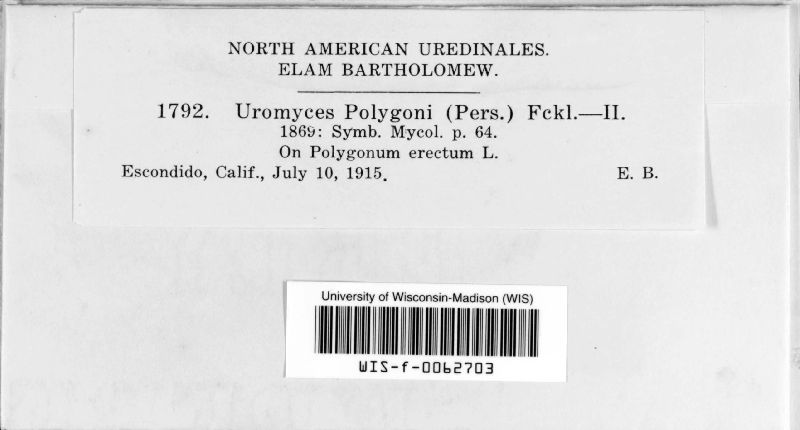 NORTH AMERICAN UREDINALES.
ELAM BARTHOLOMEW.
1792. Uromyces Polygoni (Pers.) Fckl.—II.
1869: Symb. Mycol. p. 64.
On Polygonum erectum L.
Escondido, Calif., July 10, 1915. E. B.
University of Wisconsin-Madison (WIS)
WIS-f-0062703